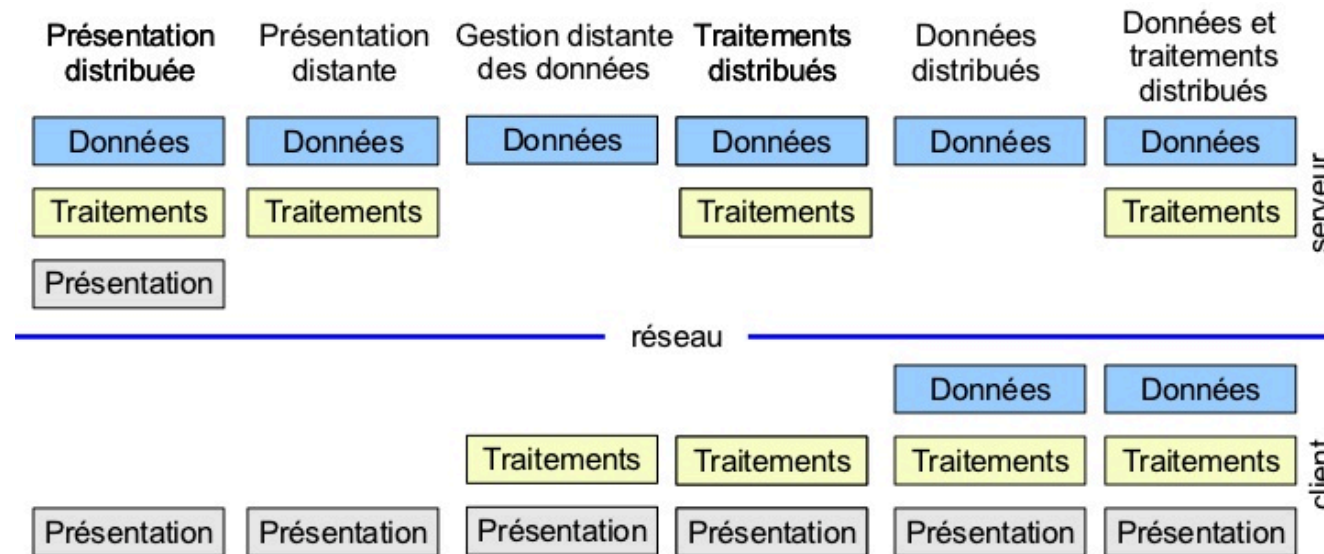 Présentation distribuée
Présentation distante
Gestion distante des données
Traitements distribués
Données distribués
Données et traitements distribués
Données Données Données Données Données Données
Traitements Traitements Traitements Traitements
Présentation
serveur
réseau
Données Données
Traitements Traitements Traitements Traitements
Présentation Présentation Présentation Présentation Présentation Présentation
client